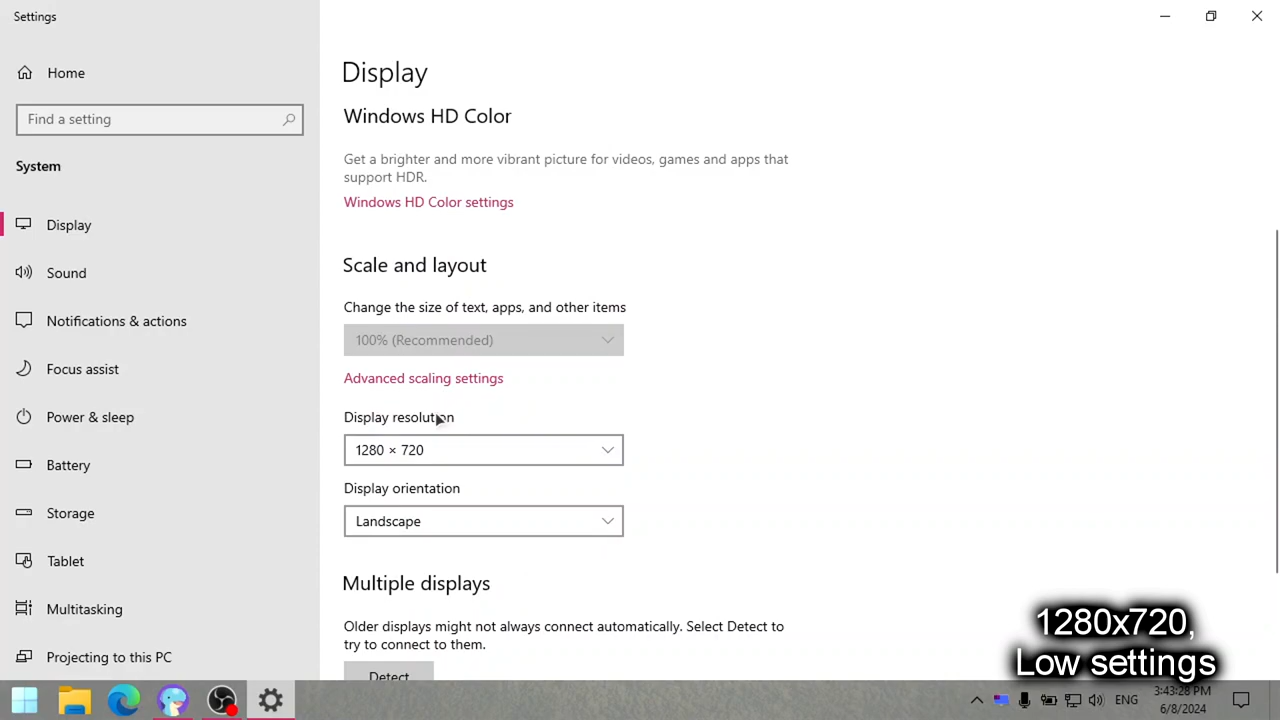 Settings
Home
Find a setting
System
Display
Sound
Notifications & actions
Focus assist
Power & sleep
Battery
Storage
Tablet
Multitasking
Projecting to this PC
Display
Windows HD Color
Get a brighter and more vibrant picture for videos, games and apps that
support HDR.
Windows HD Color settings
Scale and layout
Change the size of text, apps, and other items
100% (Recommended)
Advanced scaling settings
Display resolution
1280 × 720
Display orientation
Landscape
Multiple displays
Older displays might not always connect automatically. Select Detect to
try to connect to them.
Detect
1280x720,
Low settings
ENG
3:43:28 PM
6/8/2024